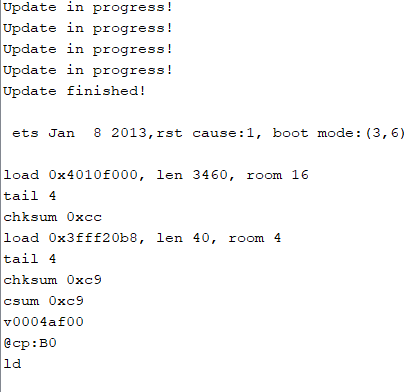 Update in progress!
Update in progress!
Update in progress!
Update in progress!
Update finished!
ets Jan  8 2013,rst cause:1, boot mode:(3,6)
load 0x4010f000, len 3460, room 16
tail 4
chksum 0xcc
load 0x3fff20b8, len 40, room 4
tail 4
chksum 0xc9
csum 0xc9
v0004af00
@cp:B0
ld